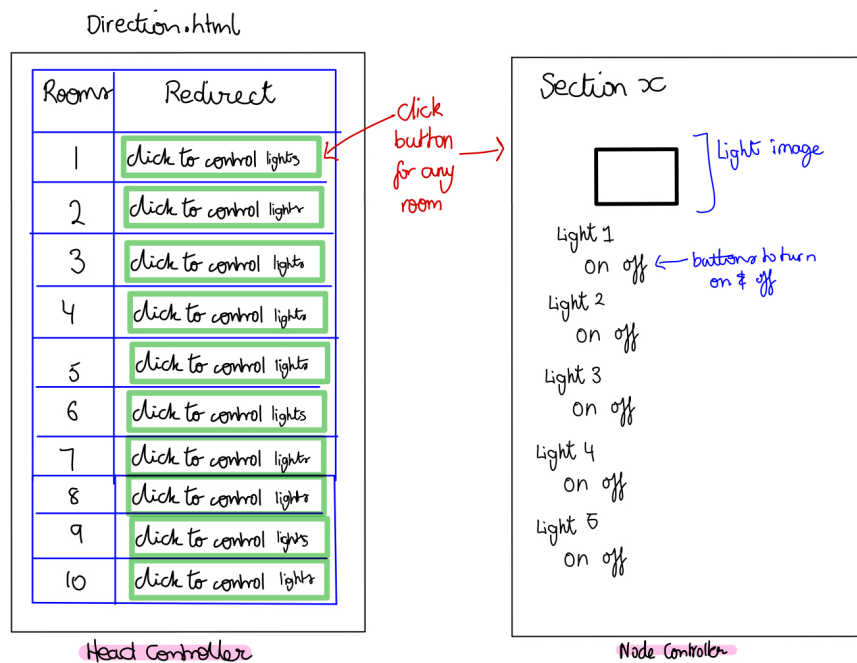 Direction.html
Rooms Redirect
1 click to control lights
2 click to control lights
3 click to control lights
4 click to control lights
5 click to control lights
6 click to control lights
7 click to control lights
8 click to control lights
9 click to control lights
10 click to control lights
Head Controller
click
button
for any
room
Section x
Light image
Light 1
on off
buttons to turn
on & off
Light 2
on off
Light 3
on off
Light 4
on off
Light 5
on off
Node Controller